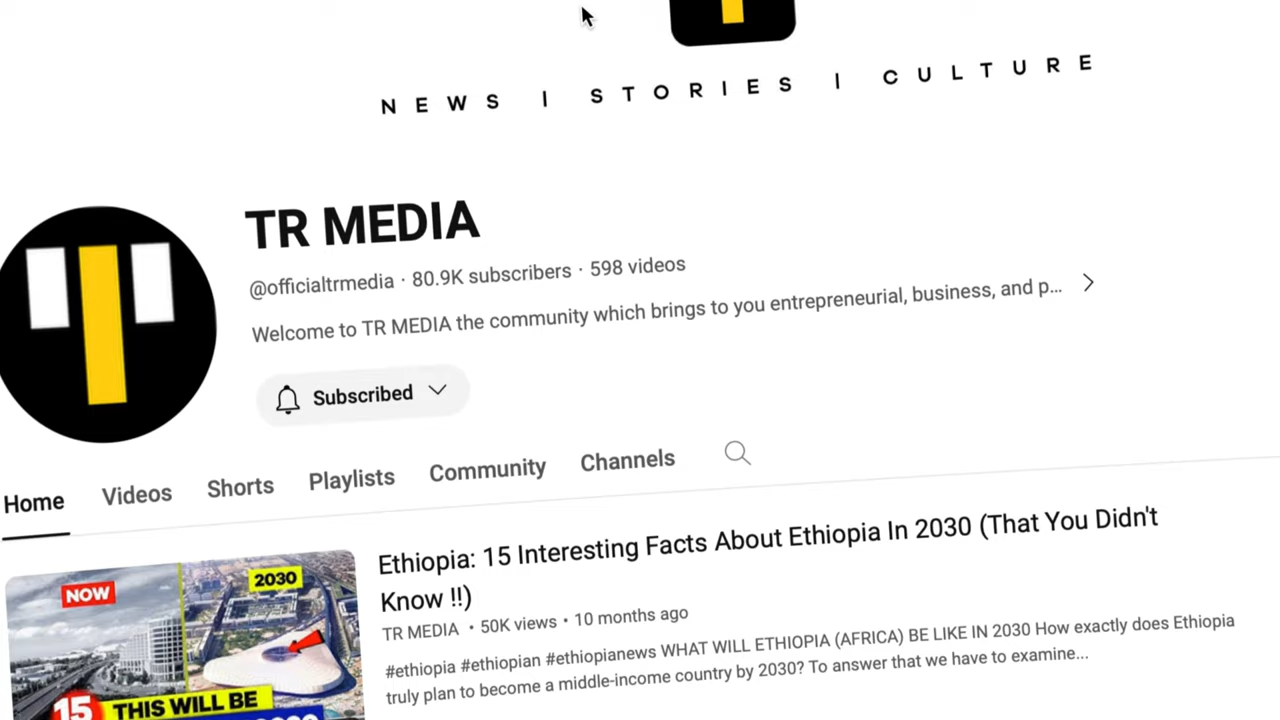 NEWS | STORIES | CULTURE
TR MEDIA
@officialtrmedia · 80.9K subscribers · 598 videos
Welcome to TR MEDIA the community which brings to you entrepreneurial, business, and p...
Subscribed
Home Videos Shorts Playlists Community Channels
Ethiopia: 15 Interesting Facts About Ethiopia In 2030 (That You Didn't
Know !!)
TR MEDIA • 50K views • 10 months ago
#ethiopia #ethiopian #ethiopianews WHAT WILL ETHIOPIA (AFRICA) BE LIKE IN 2030 How exactly does Ethiopia
truly plan to become a middle-income country by 2030? To answer that we have to examine...
NOW
2030
15 THIS WILL BE